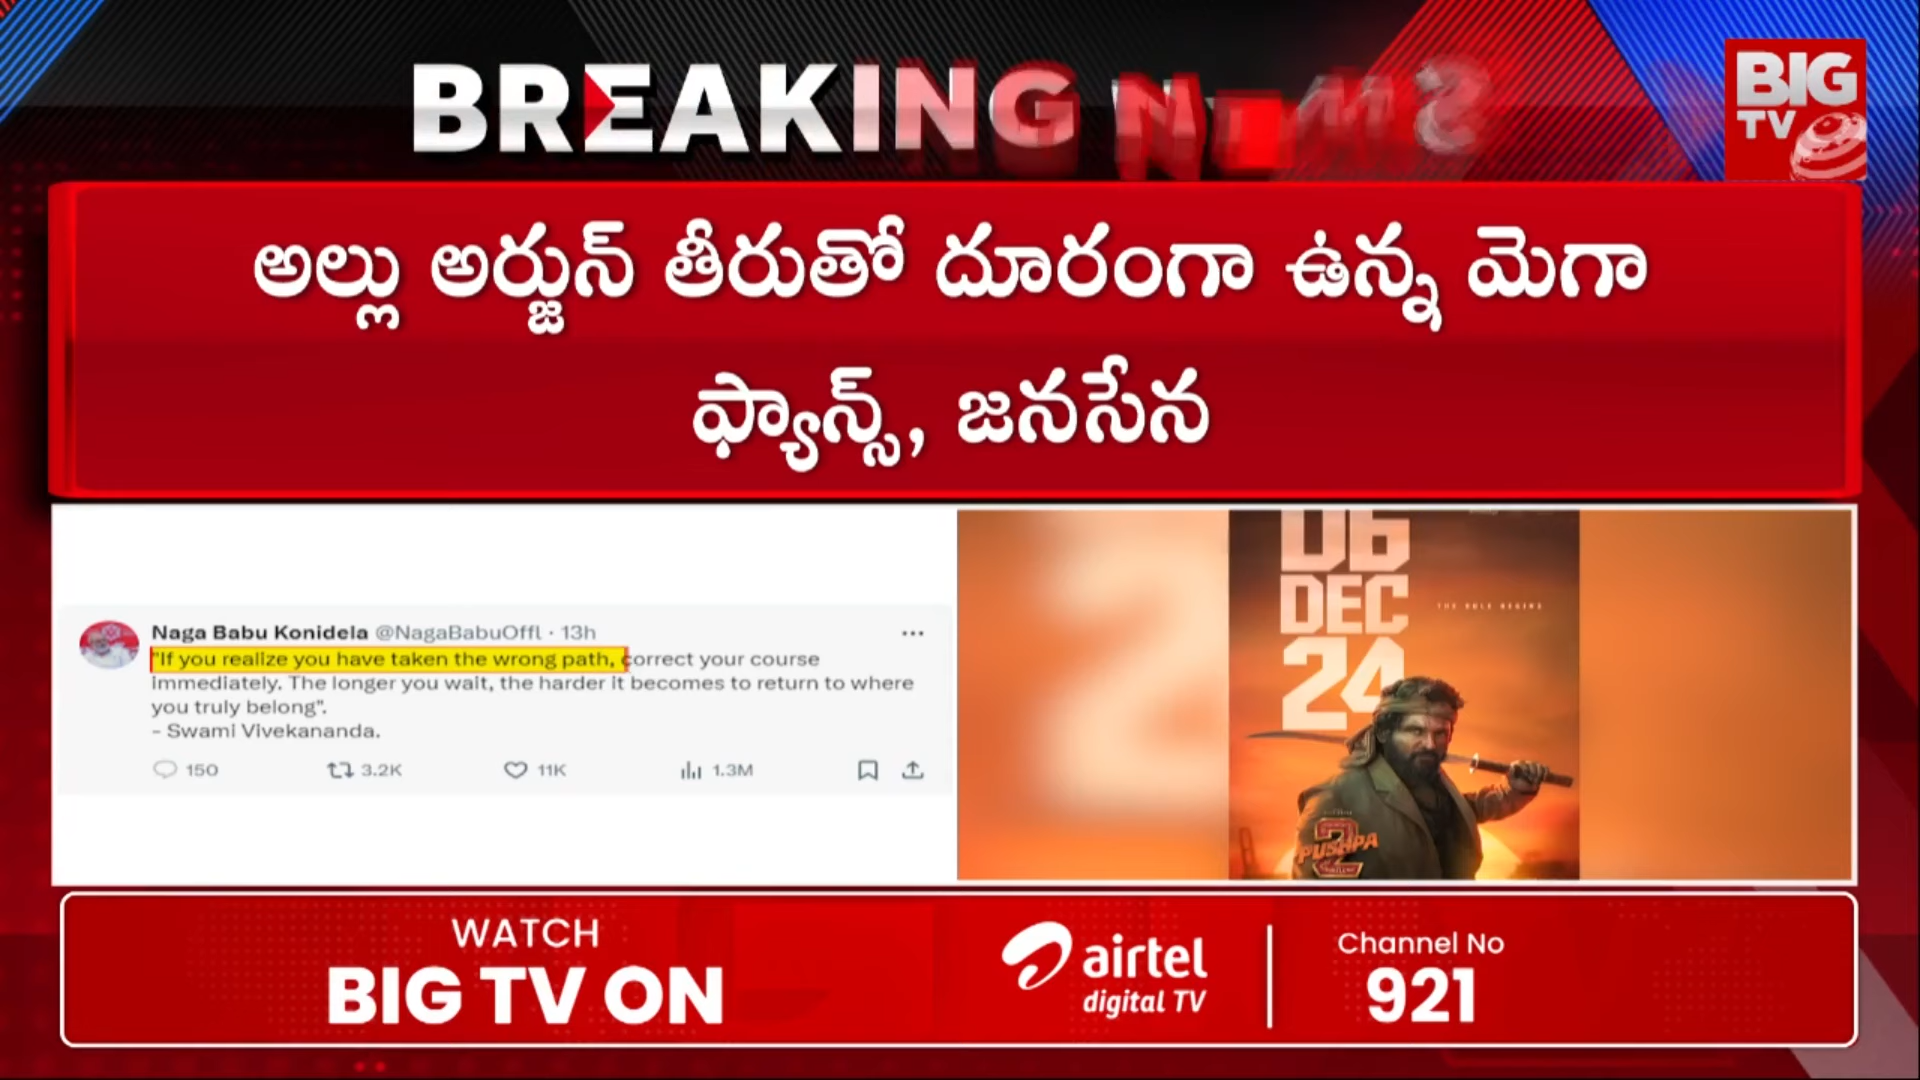 BREAKING
BIG
TV
అల్లు అర్జున్ తీరుతో దూరంగా ఉన్న మెగా
ఫ్యాన్స్, జనసేన
Naga Babu Konidela @NagaBabuOffl · 13h
"If you realize you have taken the wrong path, correct your course
immediately. The longer you wait, the harder it becomes to return to where
you truly belong".
- Swami Vivekananda.
150 3.2K 11K 1.3M
06
DEC
24
THE RULE BEGINS
2
PUSHPA
WATCH
BIG TV ON
airtel
digital TV
Channel No
921